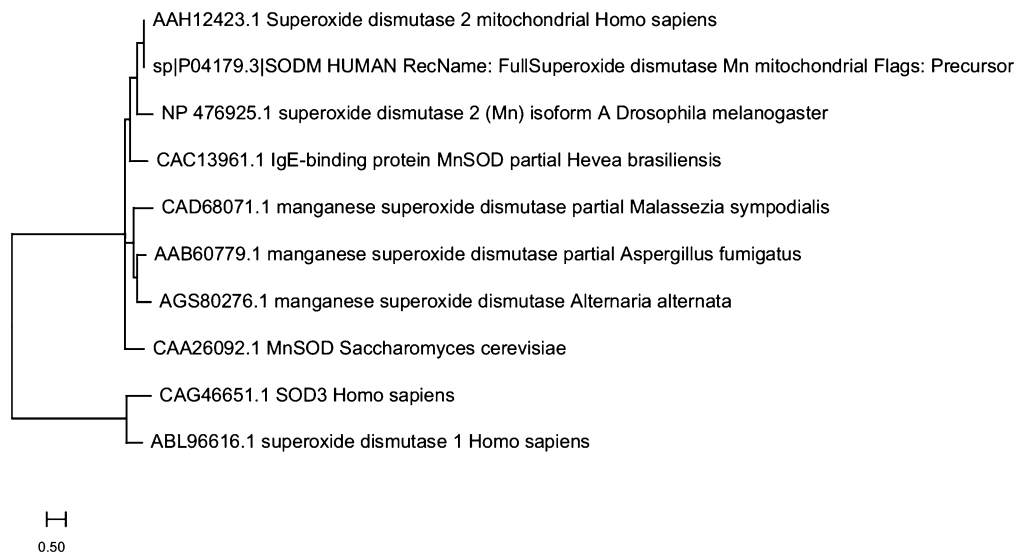 AAH12423.1 Superoxide dismutase 2 mitochondrial Homo sapiens
sp|P04179.3|SODM HUMAN RecName: FullSuperoxide dismutase Mn mitochondrial Flags: Precursor
NP 476925.1 superoxide dismutase 2 (Mn) isoform A Drosophila melanogaster
CAC13961.1 IgE-binding protein MnSOD partial Hevea brasiliensis
CAD68071.1 manganese superoxide dismutase partial Malassezia sympodialis
AAB60779.1 manganese superoxide dismutase partial Aspergillus fumigatus
AGS80276.1 manganese superoxide dismutase Alternaria alternata
CAA26092.1 MnSOD Saccharomyces cerevisiae
CAG46651.1 SOD3 Homo sapiens
ABL96616.1 superoxide dismutase 1 Homo sapiens
0.50